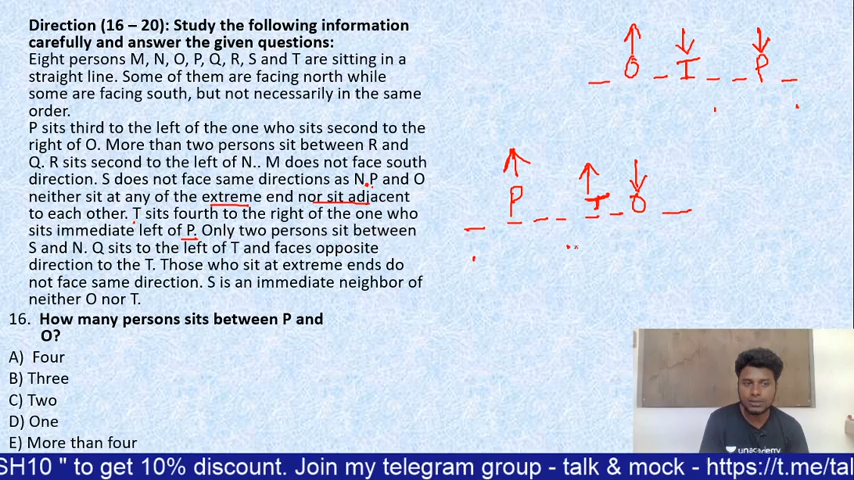 Direction (16 – 20): Study the following information
carefully and answer the given questions:
Eight persons M, N, O, P, Q, R, S and T are sitting in a
straight line. Some of them are facing north while
some are facing south, but not necessarily in the same
order.
P sits third to the left of the one who sits second to the
right of O. More than two persons sit between R and
Q. R sits second to the left of N.. M does not face south
direction. S does not face same directions as N.P and O
neither sit at any of the extreme end nor sit adjacent
to each other. T sits fourth to the right of the one who
sits immediate left of P. Only two persons sit between
S and N. Q sits to the left of T and faces opposite
direction to the T. Those who sit at extreme ends do
not face same direction. S is an immediate neighbor of
neither O nor T.
16. How many persons sits between P and
O?
A) Four
B) Three
C) Two
D) One
E) More than four
O T P
P T O
unacademy
SH10 " to get 10% discount. Join my telegram group - talk & mock - https://t.me/tal